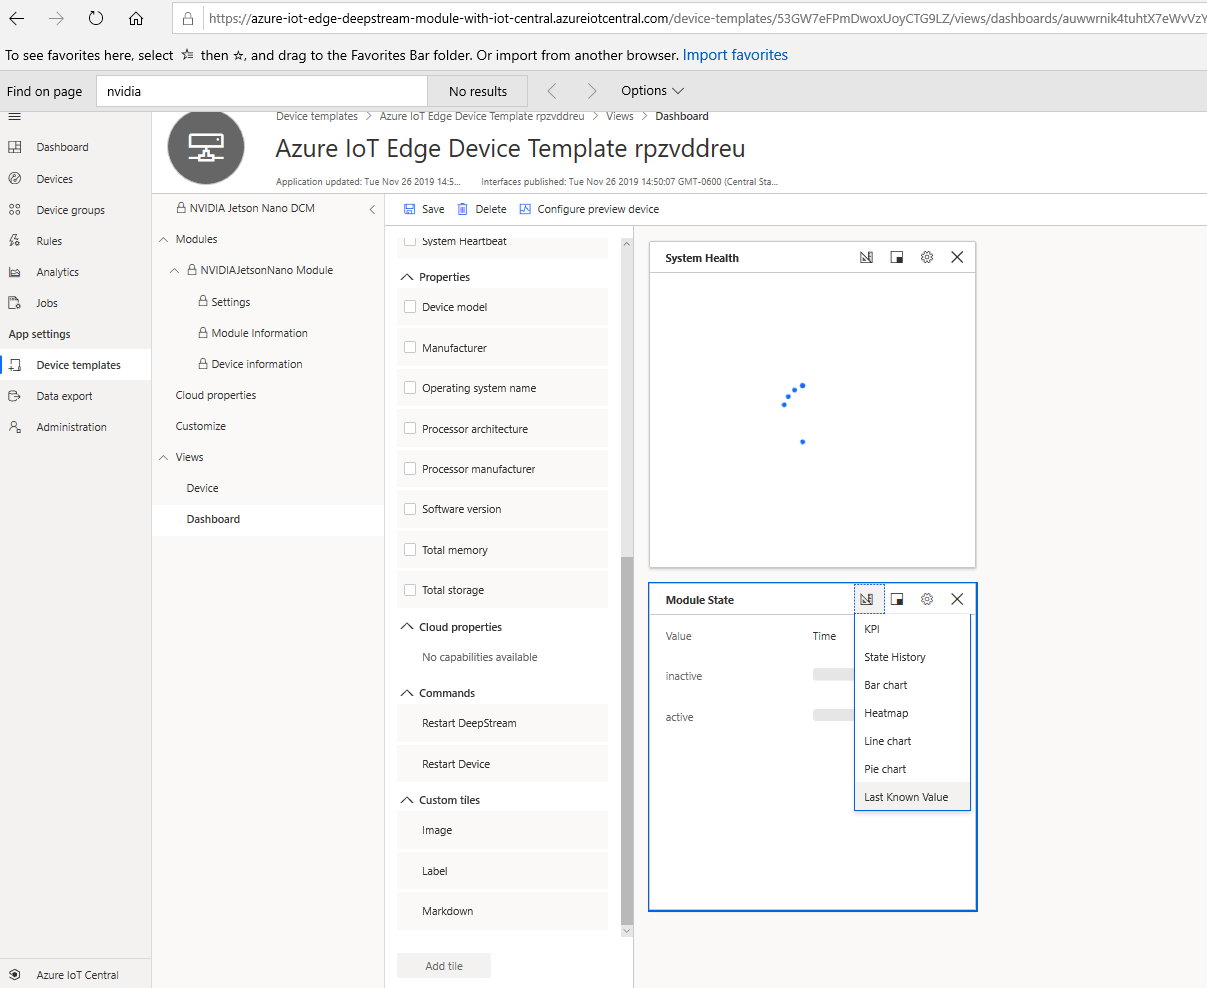 https://azure-iot-edge-deepstream-module-with-iot-central.azureiotcentral.com/device-templates/53GW7eFPmDwoxUoyCTG9LZ/views/dashboards/auwwrnik4tuhtX7eWvVzY
To see favorites here, select then , and drag to the Favorites Bar folder. Or import from another browser. Import favorites
Find on page nvidia No results Options
Device templates > Azure IoT Edge Device Template rpzvddreu > Views > Dashboard
Azure IoT Edge Device Template rpzvddreu
Application updated: Tue Nov 26 2019 14:5... Interfaces published: Tue Nov 26 2019 14:50:07 GMT-0600 (Central Sta...
Dashboard
Devices
Device groups
Rules
Analytics
Jobs
App settings
Device templates
Data export
Administration
Azure IoT Central
NVIDIA Jetson Nano DCM
Modules
NVIDIAJetsonNano Module
Settings
Module Information
Device information
Cloud properties
Customize
Views
Device
Dashboard
Save Delete Configure preview device
System Heartbeat
Properties
Device model
Manufacturer
Operating system name
Processor architecture
Processor manufacturer
Software version
Total memory
Total storage
Cloud properties
No capabilities available
Commands
Restart DeepStream
Restart Device
Custom tiles
Image
Label
Markdown
Add tile
System Health
Module State
Value Time
inactive
active
KPI
State History
Bar chart
Heatmap
Line chart
Pie chart
Last Known Value